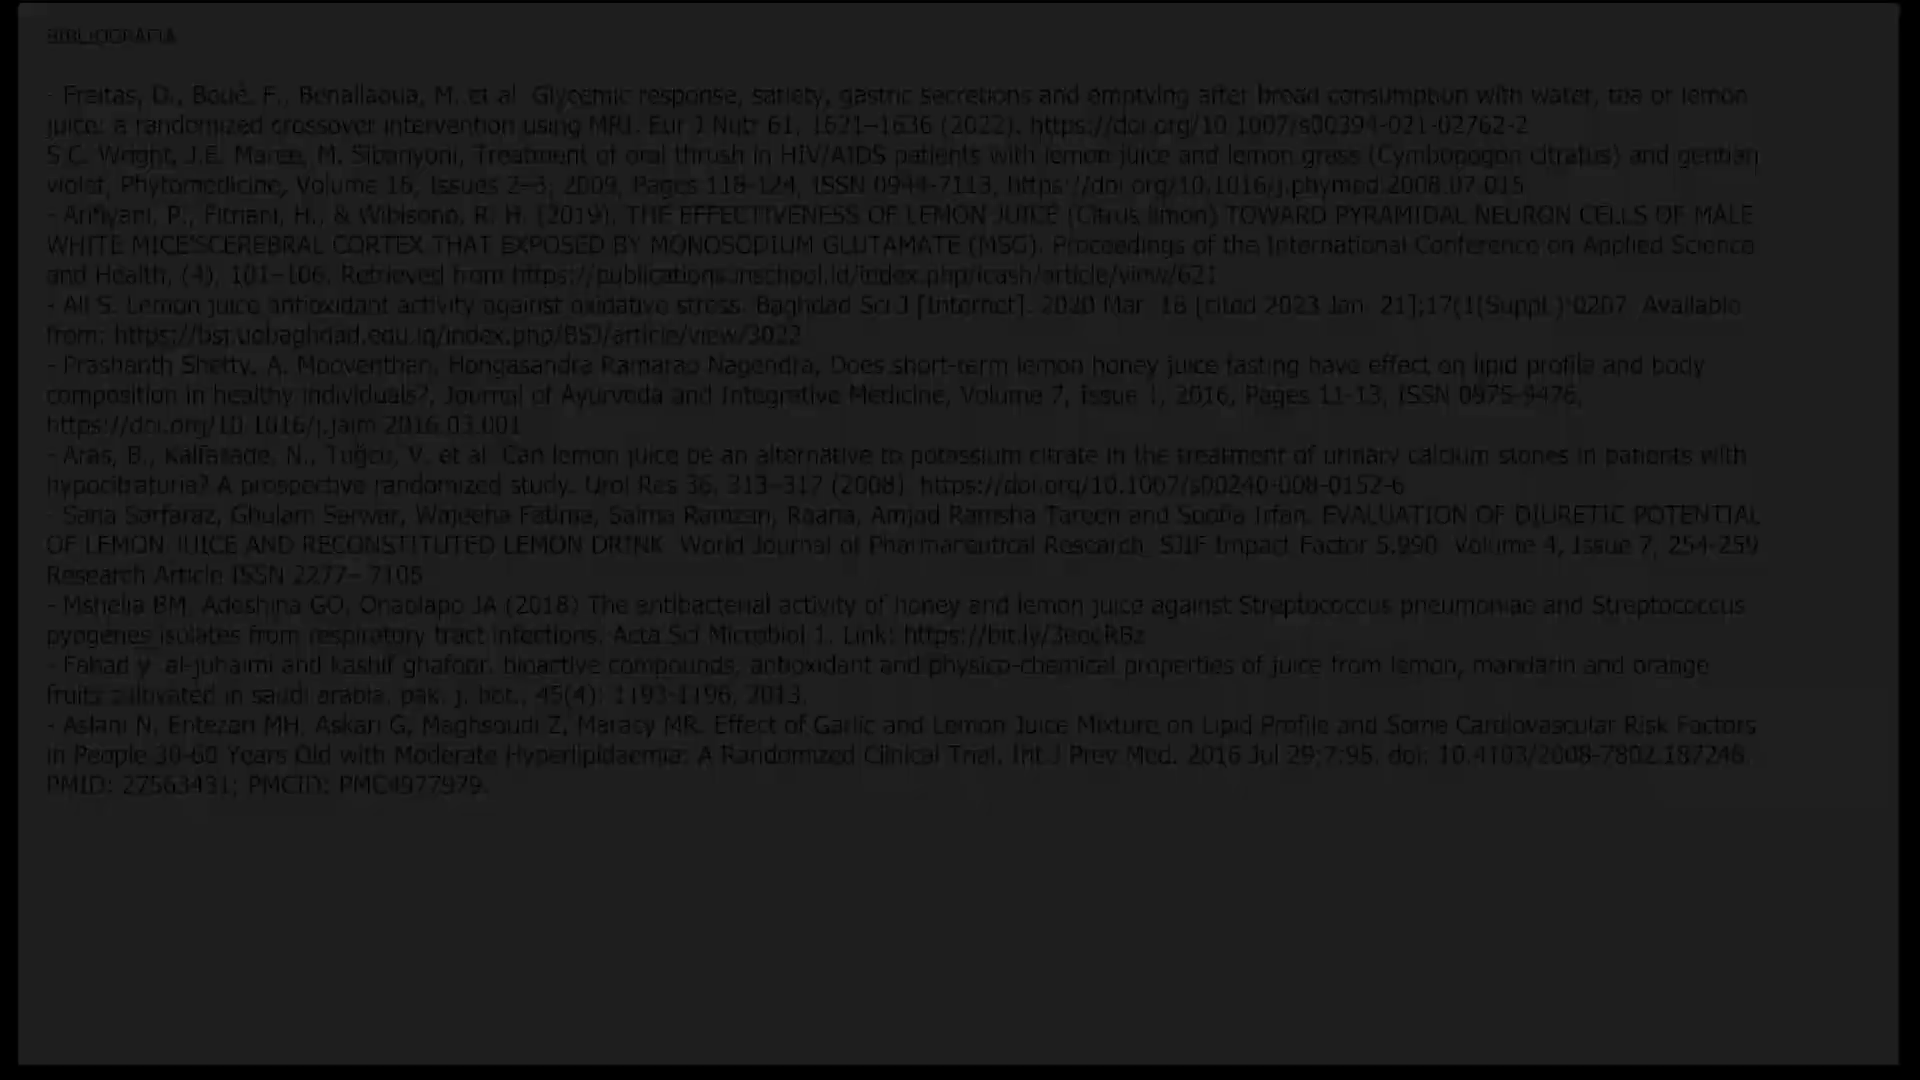 BIBLIOGRAFIA
- Freitas, D., Boué, F., Benallaoua, M. et al. Glycemic response, satiety, gastric secretions and emptying after bread consumption with water, tea or lemon
juice: a randomized crossover intervention using MRI. Eur J Nutr 61, 1621–1636 (2022). https://doi.org/10.1007/s00394-021-02762-2
S.C. Wright, J.E. Maree, M. Sibanyoni, Treatment of oral thrush in HIV/AIDS patients with lemon juice and lemon grass (Cymbopogon citratus) and gentian
violet, Phytomedicine, Volume 16, Issues 2–3, 2009, Pages 118-124, ISSN 0944-7113, https://doi.org/10.1016/j.phymed.2008.07.015
- Arifiyani, P., Fitriani, H., & Wibisono, R. H. (2019). THE EFFECTIVENESS OF LEMON JUICE (Citrus limon) TOWARD PYRAMIDAL NEURON CELLS OF MALE
WHITE MICE'SCEREBRAL CORTEX THAT EXPOSED BY MONOSODIUM GLUTAMATE (MSG). Proceedings of the International Conference on Applied Science
and Health, (4), 101–106. Retrieved from https://publications.inschool.id/index.php/icash/article/view/621
- Ali S. Lemon juice antioxidant activity against oxidative stress. Baghdad Sci.J [Internet]. 2020 Mar. 18 [cited 2023 Jan. 21];17(1(Suppl.):0207. Available
from: https://bsj.uobaghdad.edu.iq/index.php/BSJ/article/view/3022
- Prashanth Shetty, A. Mooventhan, Hongasandra Ramarao Nagendra, Does short-term lemon honey juice fasting have effect on lipid profile and body
composition in healthy individuals?, Journal of Ayurveda and Integrative Medicine, Volume 7, Issue 1, 2016, Pages 11-13, ISSN 0975-9476,
https://doi.org/10.1016/j.jaim.2016.03.001
- Aras, B., Kalfazade, N., Tuğcu, V. et al. Can lemon juice be an alternative to potassium citrate in the treatment of urinary calcium stones in patients with
hypocitraturia? A prospective randomized study. Urol Res 36, 313–317 (2008). https://doi.org/10.1007/s00240-008-0152-6
- Sana Sarfaraz, Ghulam Sarwar, Wajeeha Fatima, Saima Ramzan, Raana, Amjad Ramsha Tareen and Soofia Irfan. EVALUATION OF DIURETIC POTENTIAL
OF LEMON JUICE AND RECONSTITUTED LEMON DRINK. World Journal of Pharmaceutical Research, SJIF Impact Factor 5.990. Volume 4, Issue 7, 254-259
Research Article ISSN 2277– 7105
- Mshelia BM, Adeshina GO, Onaolapo JA (2018) The antibacterial activity of honey and lemon juice against Streptococcus pneumoniae and Streptococcus
pyogenes isolates from respiratory tract infections. Acta Sci Microbiol 1. Link:
- Fahad y. al-juhaimi and kashif ghafoor. bioactive compounds, antioxidant and physico-chemical properties of juice from lemon, mandarin and orange
fruits cultivated in saudi arabia. pak. j. bot., 45(4): 1193-1196, 2013.
- Aslani N, Entezari MH, Askari G, Maghsoudi Z, Maracy MR. Effect of Garlic and Lemon Juice Mixture on Lipid Profile and Some Cardiovascular Risk Factors
in People 30-60 Years Old with Moderate Hyperlipidaemia: A Randomized Clinical Trial. Int J Prev Med. 2016 Jul 29;7:95. doi: 10.4103/2008-7802.187248.
PMID: 27563431; PMCID: PMC4977979.